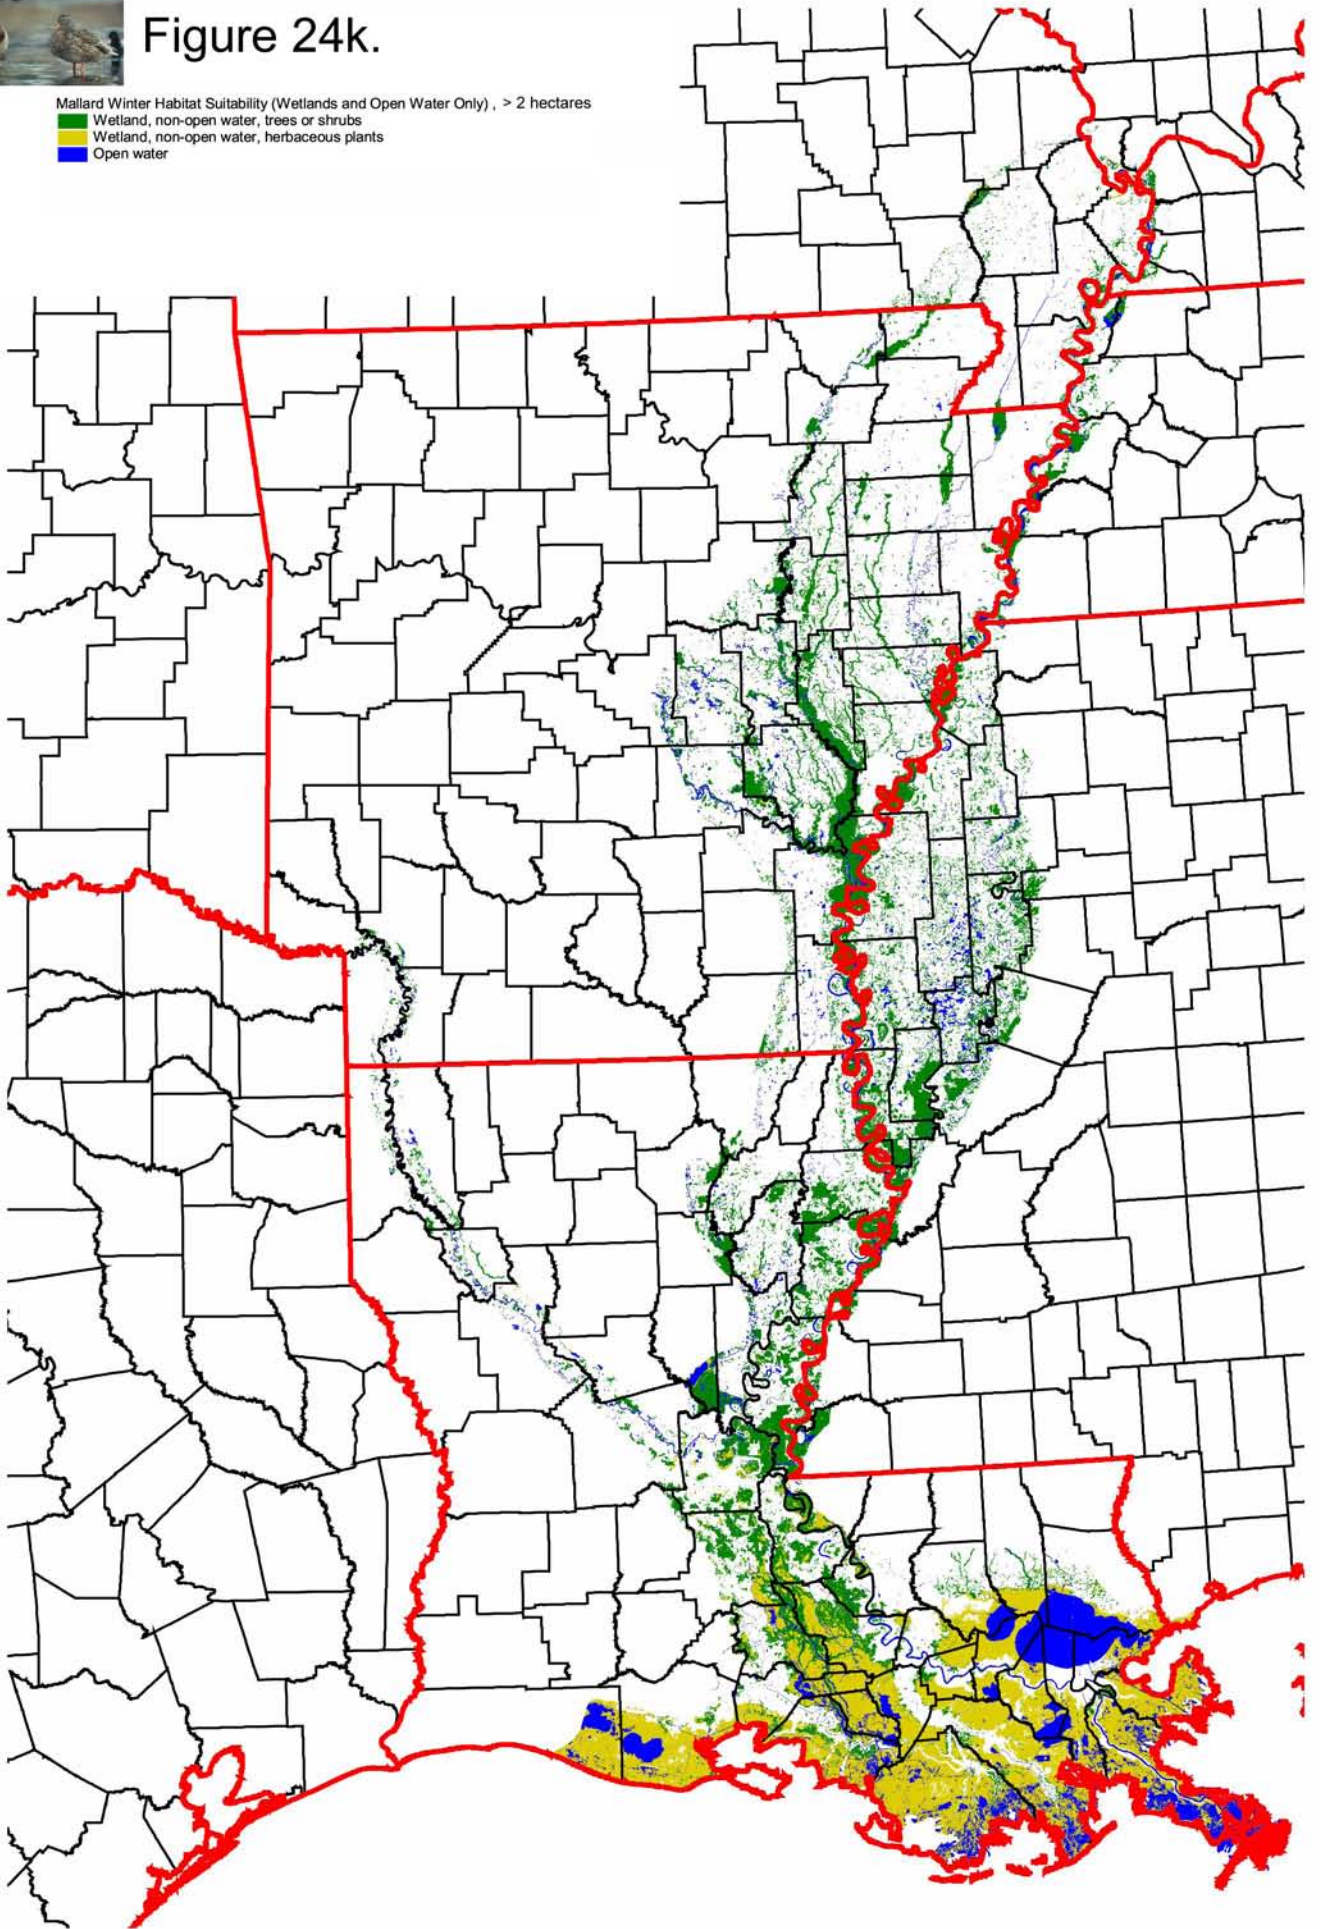 Figure 24k.
Mallard Winter Habitat Suitability (Wetlands and Open Water Only) , > 2 hectares
Wetland, non-open water, trees or shrubs
Wetland, non-open water, herbaceous plants
Open water